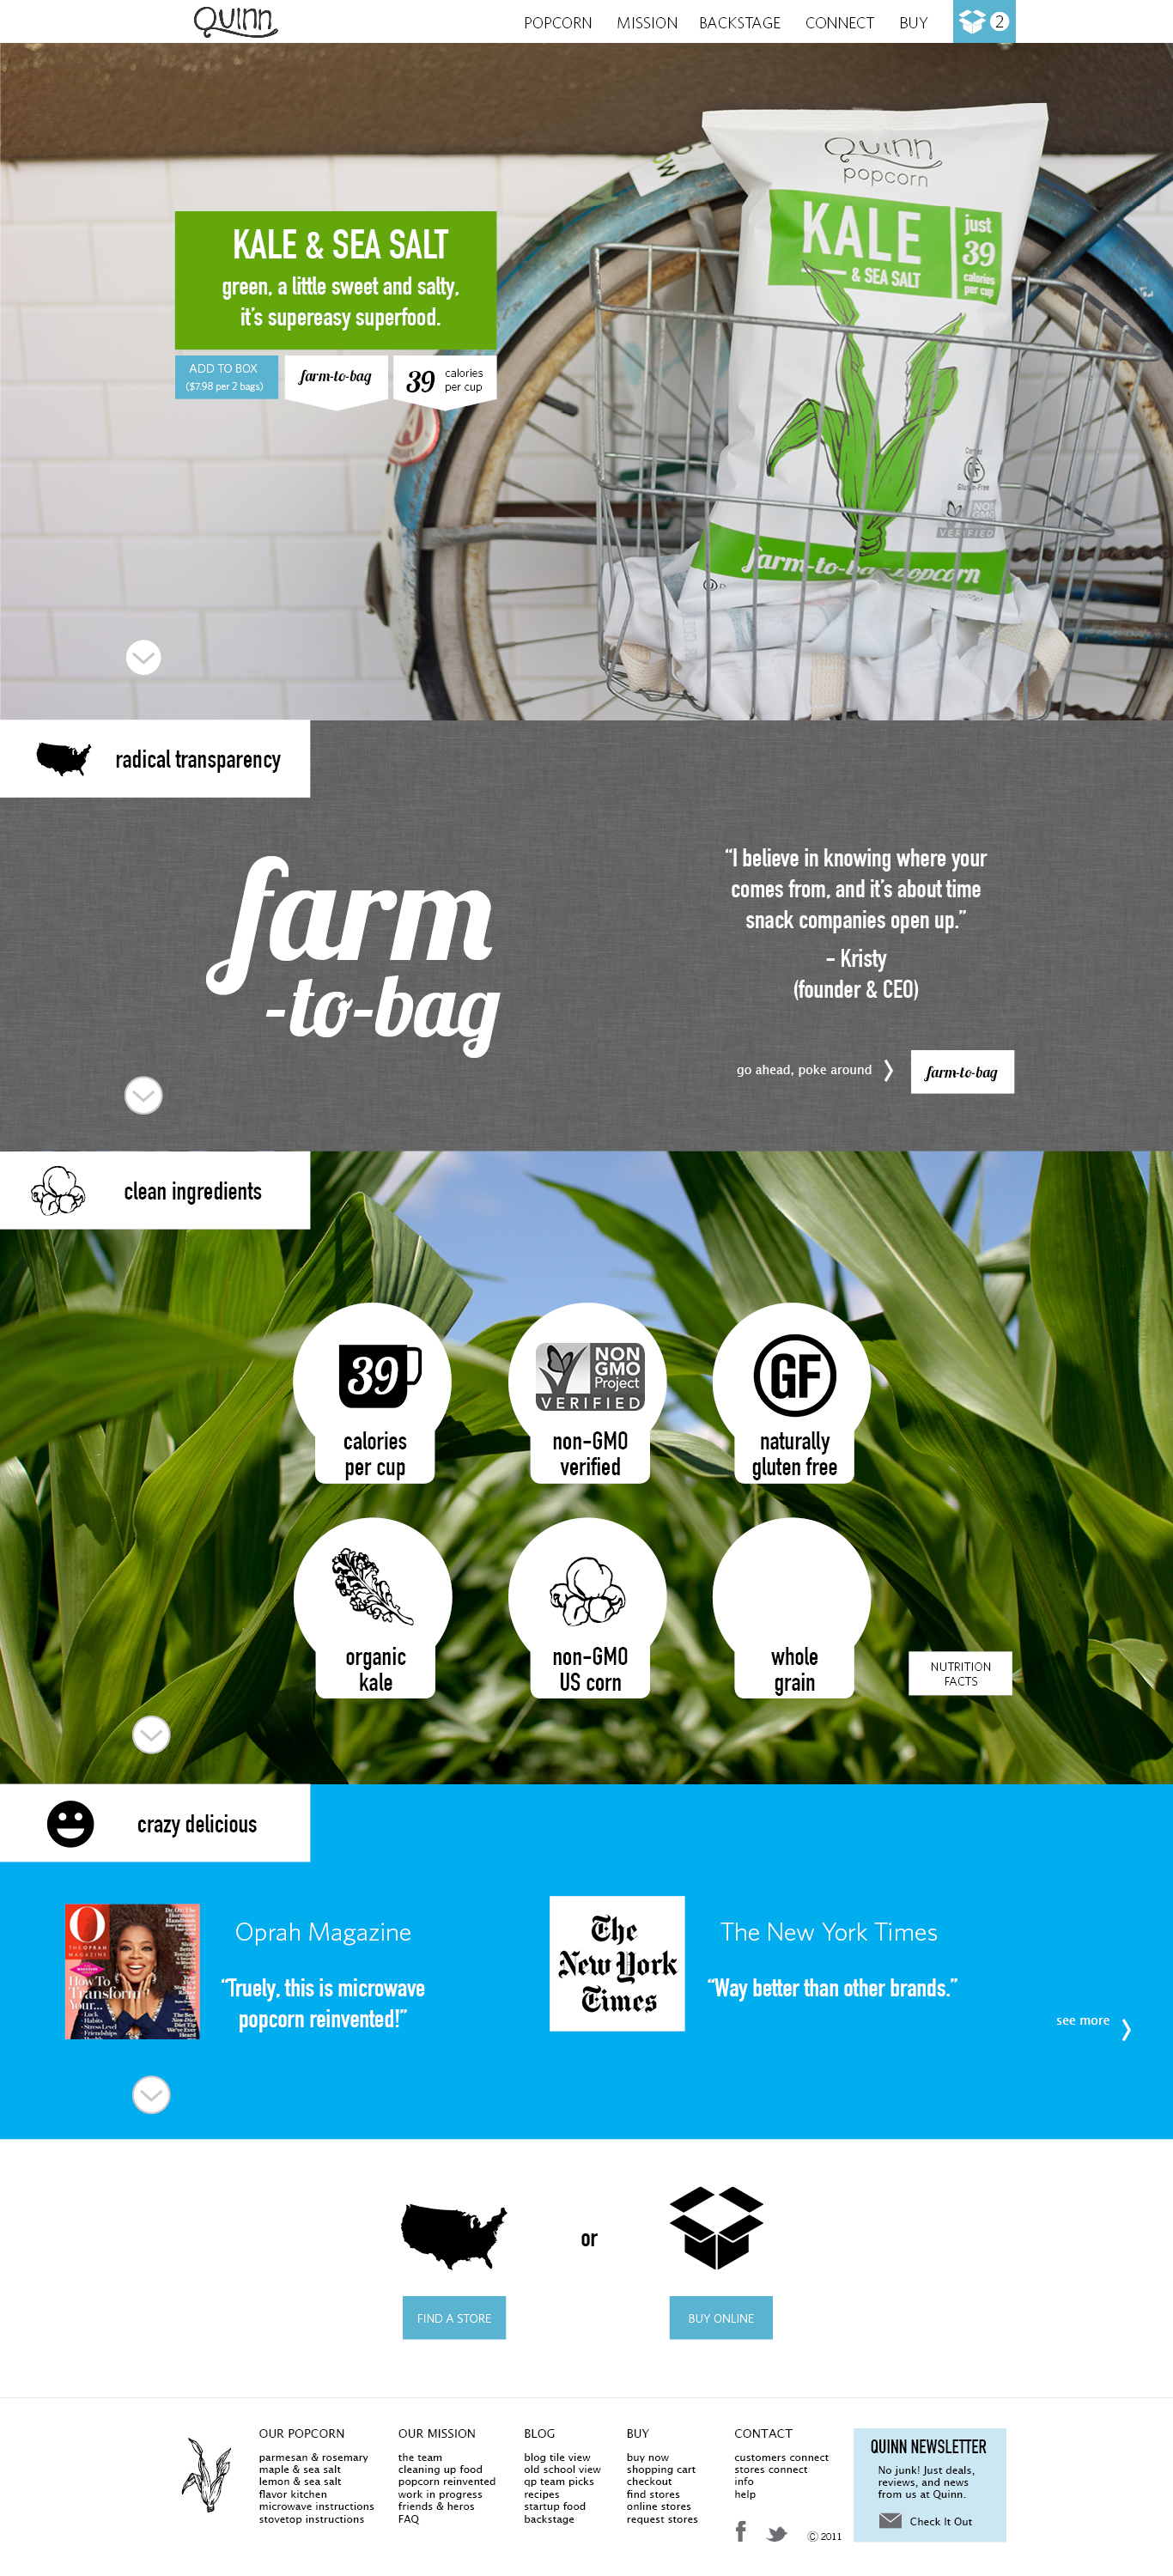 Quinn
POPCORN MISSION BACKSTAGE CONNECT BUY 2
Quinn
popcorn
KALE
& SEA SALT
just
39
calories
per cup
NON
GMO
VERIFIED
farm-to-bag popcorn
KALE & SEA SALT
green, a little sweet and salty,
it's supereasy superfood.
ADD TO BOX
($7.98 per 2 bags)
farm-to-bag
39 calories
per cup
radical transparency
farm
-to-bag
“I believe in knowing where your
comes from, and it's about time
snack companies open up.”
- Kristy
(founder & CEO)
go ahead, poke around
farm-to-bag
clean ingredients
39
calories
per cup
NON
GMO
Project
VERIFIED
non-GMO
verified
GF
naturally
gluten free
organic
kale
non-GMO
US corn
whole
grain
NUTRITION
FACTS
crazy delicious
O
THE OPRAH
MAGAZINE
How To
Transform
Your...
Oprah Magazine
“Truely, this is microwave
popcorn reinvented!”
The
New York
Times
The New York Times
“Way better than other brands.”
see more
or
FIND A STORE
BUY ONLINE
OUR POPCORN
parmesan & rosemary
maple & sea salt
lemon & sea salt
flavor kitchen
microwave instructions
stovetop instructions
OUR MISSION
the team
cleaning up food
popcorn reinvented
work in progress
friends & heros
FAQ
BLOG
blog tile view
old school view
qp team picks
recipes
startup food
backstage
BUY
buy now
shopping cart
checkout
find stores
online stores
request stores
CONTACT
customers connect
stores connect
info
help
© 2011
QUINN NEWSLETTER
No junk! Just deals,
reviews, and news
from us at Quinn.
Check It Out